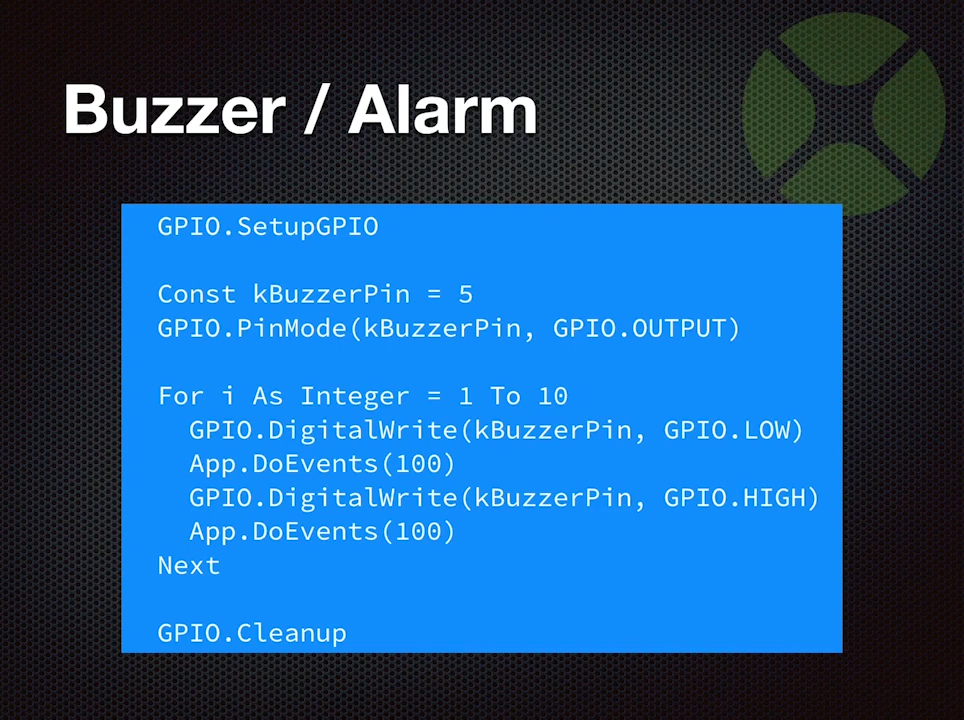 Buzzer / Alarm
GPIO.SetupGPIO
Const kBuzzerPin = 5
GPIO.PinMode(kBuzzerPin, GPIO.OUTPUT)
For i As Integer = 1 To 10
GPIO.DigitalWrite(kBuzzerPin, GPIO.LOW)
App.DoEvents(100)
GPIO.DigitalWrite(kBuzzerPin, GPIO.HIGH)
App.DoEvents(100)
Next
GPIO.Cleanup